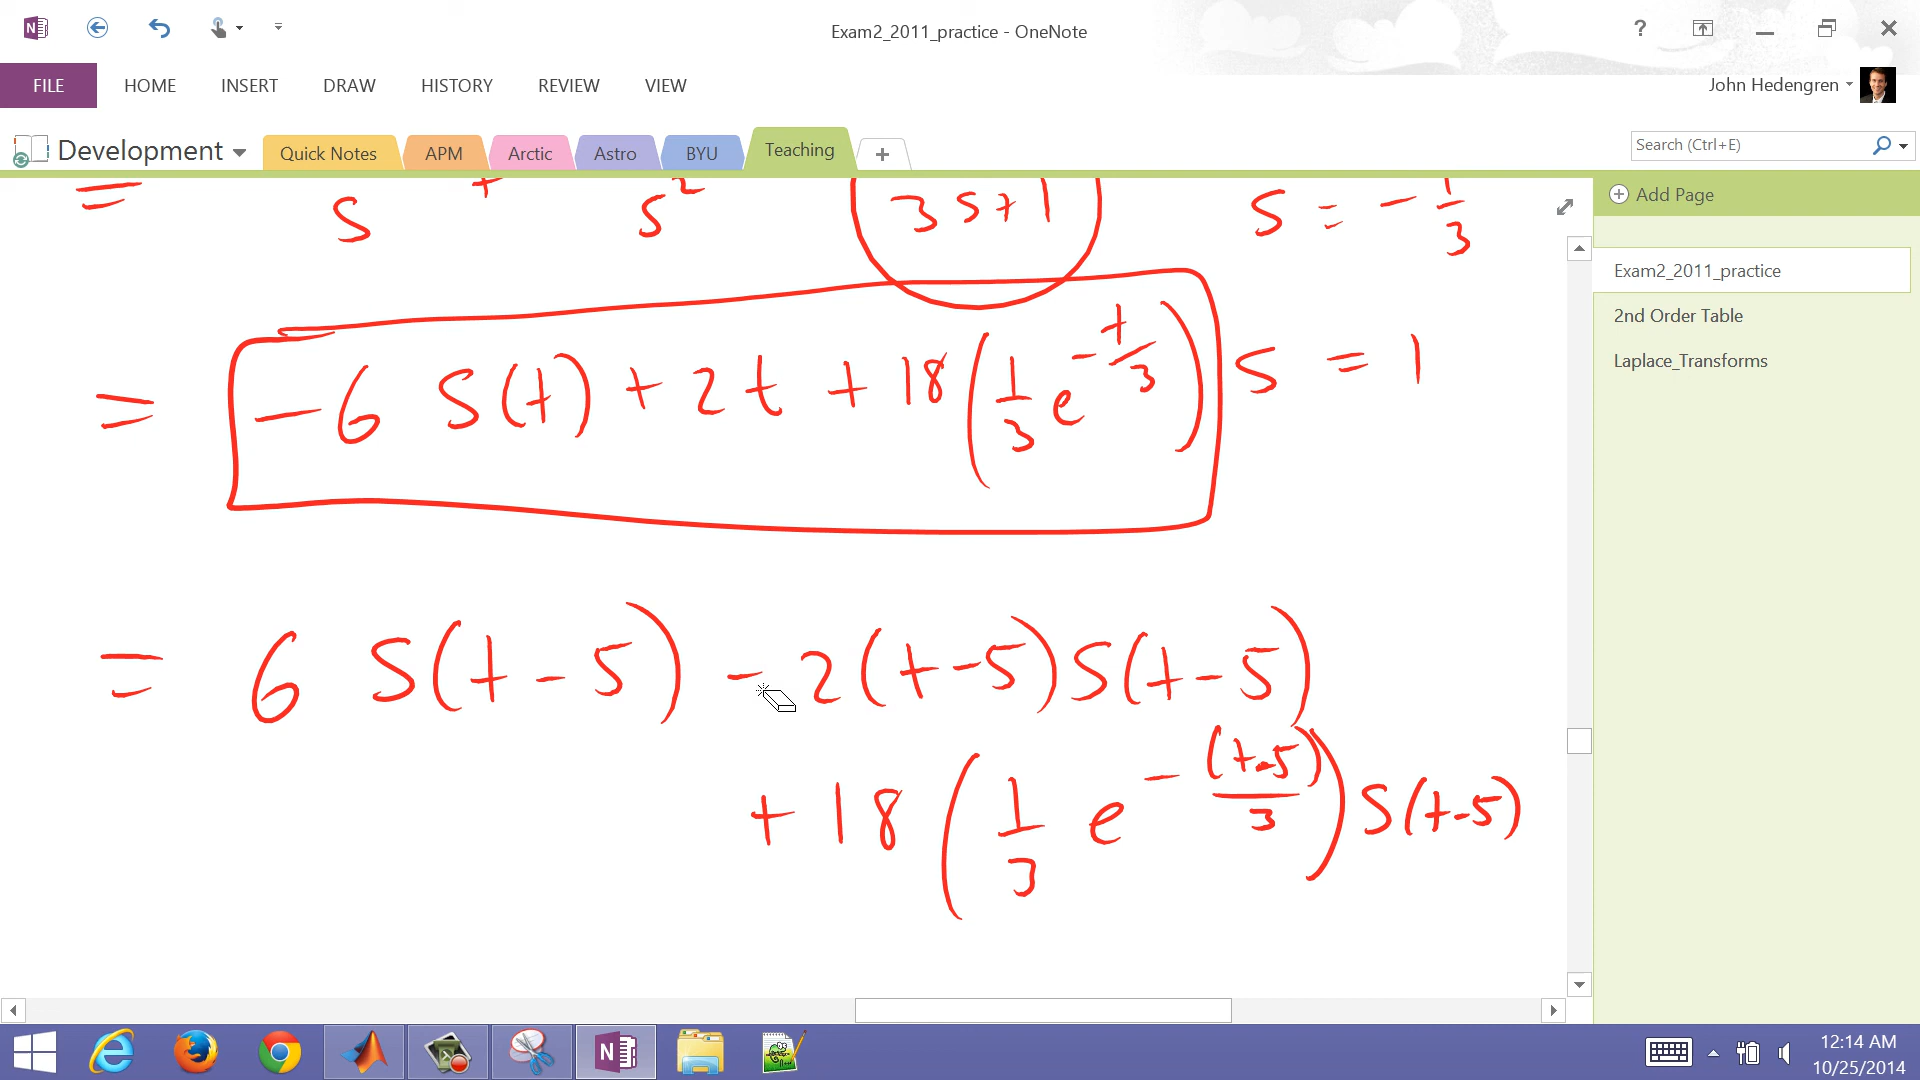 Exam2_2011_practice - OneNote
?
FILE HOME INSERT DRAW HISTORY REVIEW VIEW
John Hedengren
Development
Quick Notes APM Arctic Astro BYU Teaching +
Search (Ctrl+E)
Add Page
Exam2_2011_practice
2nd Order Table
Laplace_Transforms
= s + s² 3s+1 s = -1/3
= -6 S(t) + 2t + 18(1/3 e^(-t/3)) s = 1
= 6 S(t-5) - 2(t-5)S(t-5)
+ 18(1/3 e^(-(t-5)/3))S(t-5)
12:14 AM
10/25/2014